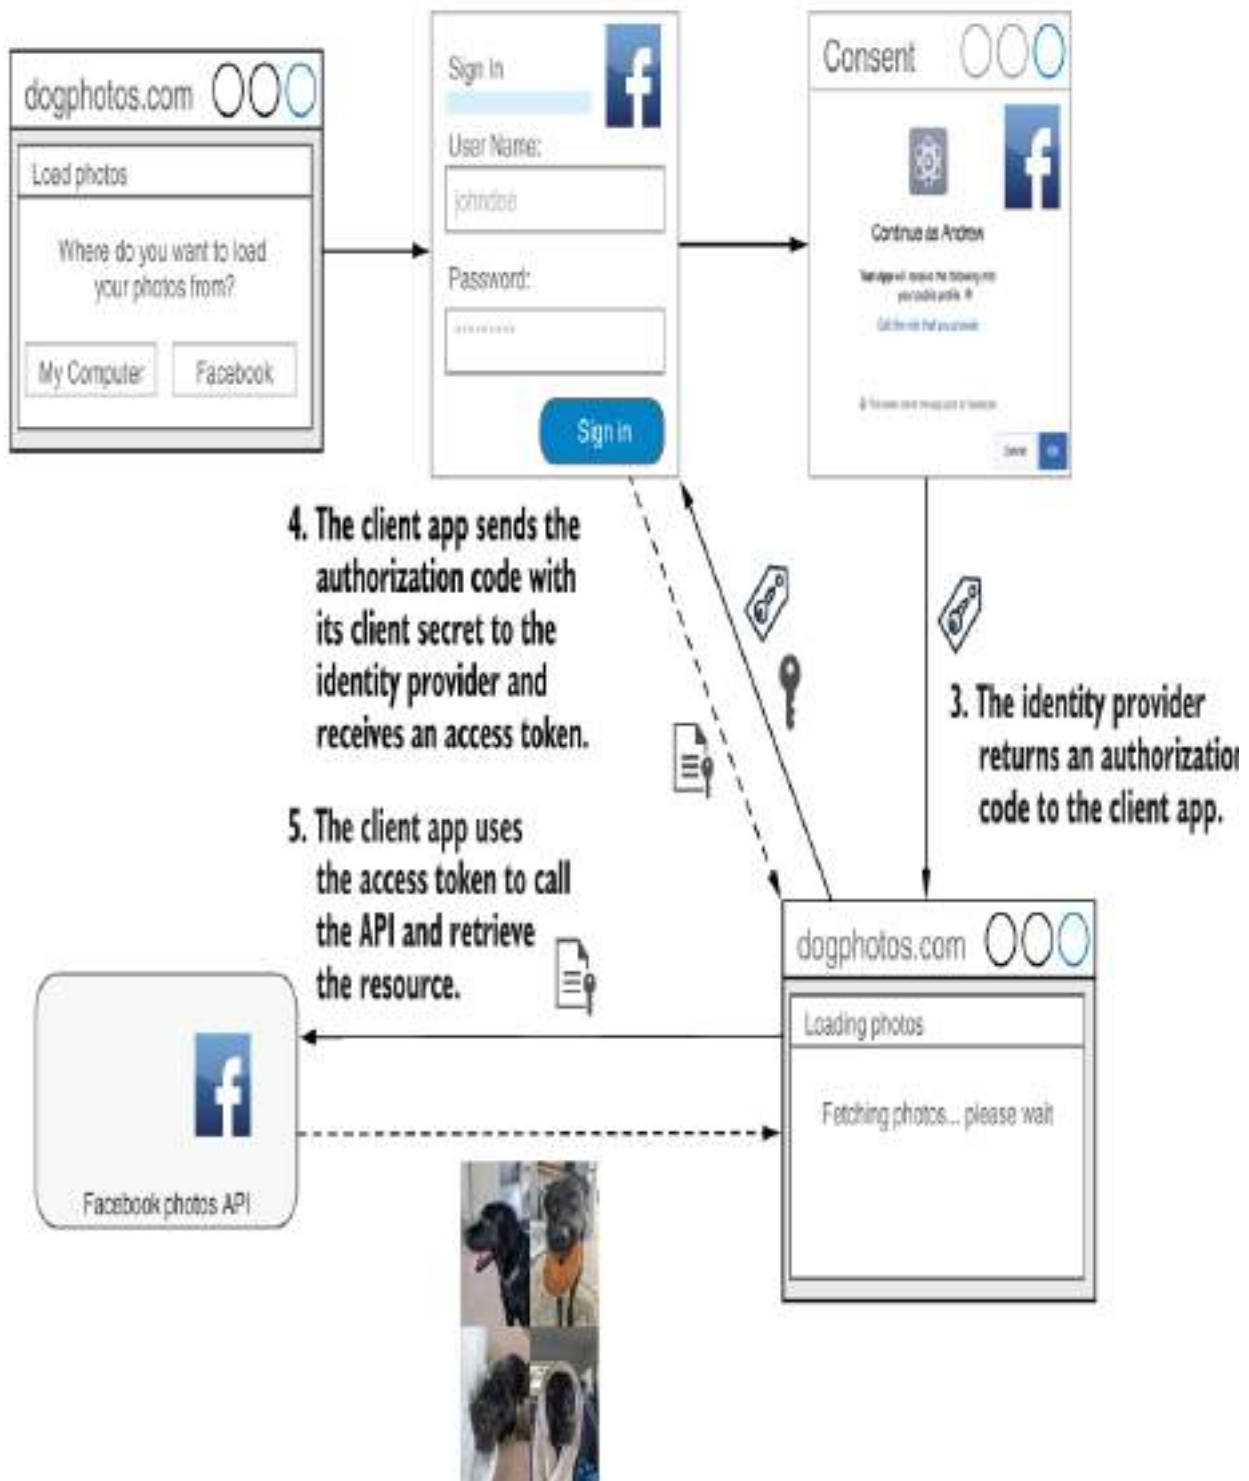 dogphotos.com
Load photos
Where do you want to load
your photos from?
My Computer
Facebook
Sign In
User Name:
johndoe
Password:
*********
Sign in
Consent
Continue as Andrew
your public profile.
4. The client app sends the
authorization code with
its client secret to the
identity provider and
receives an access token.
3. The identity provider
returns an authorization
code to the client app.
5. The client app uses
the access token to call
the API and retrieve
the resource.
dogphotos.com
Loading photos
Fetching photos... please wait
Facebook photos API